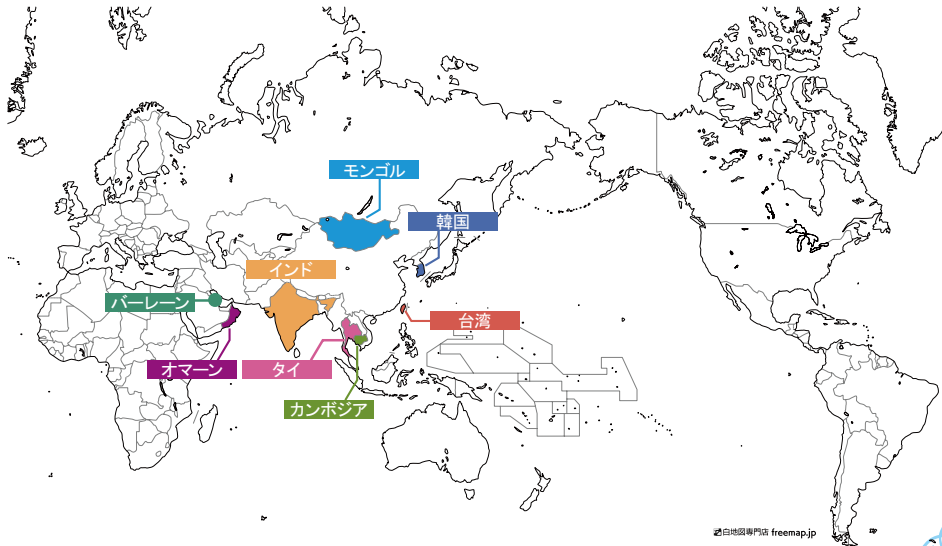 モンゴル
韓国
インド
バーレーン
台湾
オマーン
タイ
カンボジア
白地図専門店 freemap.jp